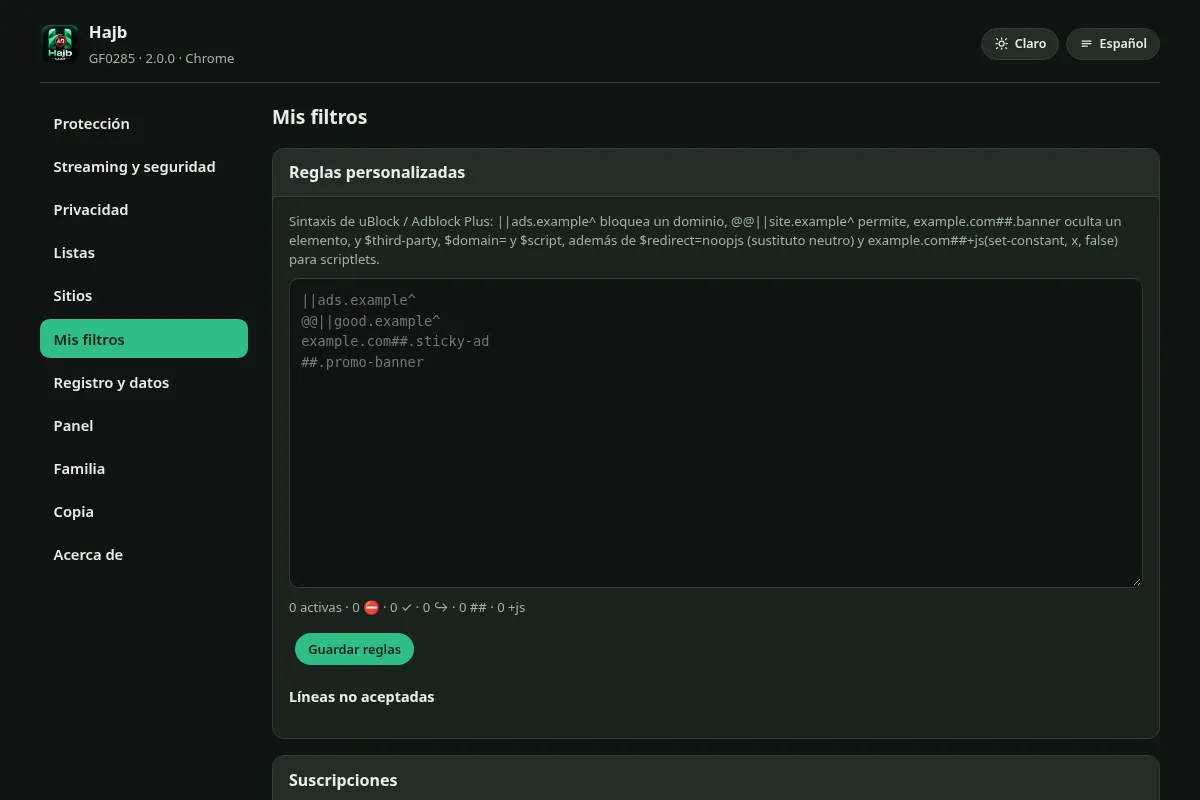 Hajb
GF0285 · 2.0.0 · Chrome
Claro
Español
Protección
Streaming y seguridad
Privacidad
Listas
Sitios
Mis filtros
Registro y datos
Panel
Familia
Copia
Acerca de
Mis filtros
Reglas personalizadas
Sintaxis de uBlock / Adblock Plus: ||ads.example^ bloquea un dominio, @@||site.example^ permite, example.com##.banner oculta un
elemento, y $third-party, $domain= y $script, además de $redirect=noopjs (sustituto neutro) y example.com##+js(set-constant, x, false)
para scriptlets.
||ads.example^
@@||good.example^
example.com##.sticky-ad
##.promo-banner
0 activas · 0 ⛔ · 0 ✓ · 0 ↪ · 0 ## · 0 +js
Guardar reglas
Líneas no aceptadas
Suscripciones